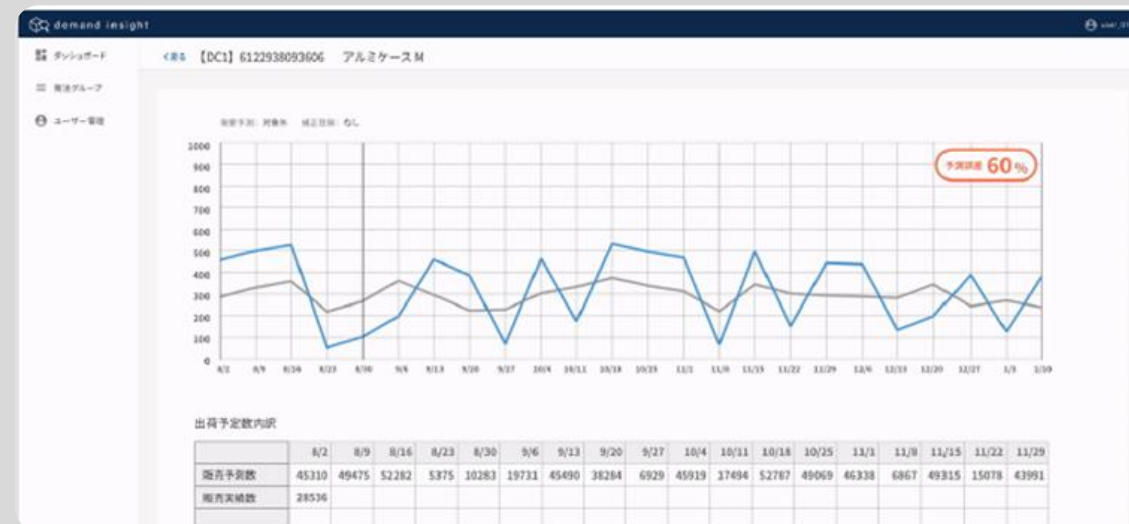 demand insight
ダッシュボード
発注グループ
ユーザー管理
<戻る 【DC1】6122938093606 アルミケース M
対象外 なし
予測誤差 60%
1000
900
800
700
600
500
400
300
200
100
0
8/2 8/9 8/16 8/23 8/30 9/6 9/13 9/20 9/27 10/4 10/11 10/18 10/25 11/1 11/8 11/15 11/22 11/29 12/6 12/13 12/20 12/27 1/3 1/10
出荷予定数内訳
8/2 8/9 8/16 8/23 8/30 9/6 9/13 9/20 9/27 10/4 10/11 10/18 10/25 11/1 11/8 11/15 11/22 11/29
販売予測数 45310 49475 52282 5375 10283 19731 45490 38284 6929 45919 17494 52787 49069 46338 6867 49315 15078 43991
販売実績数 28536